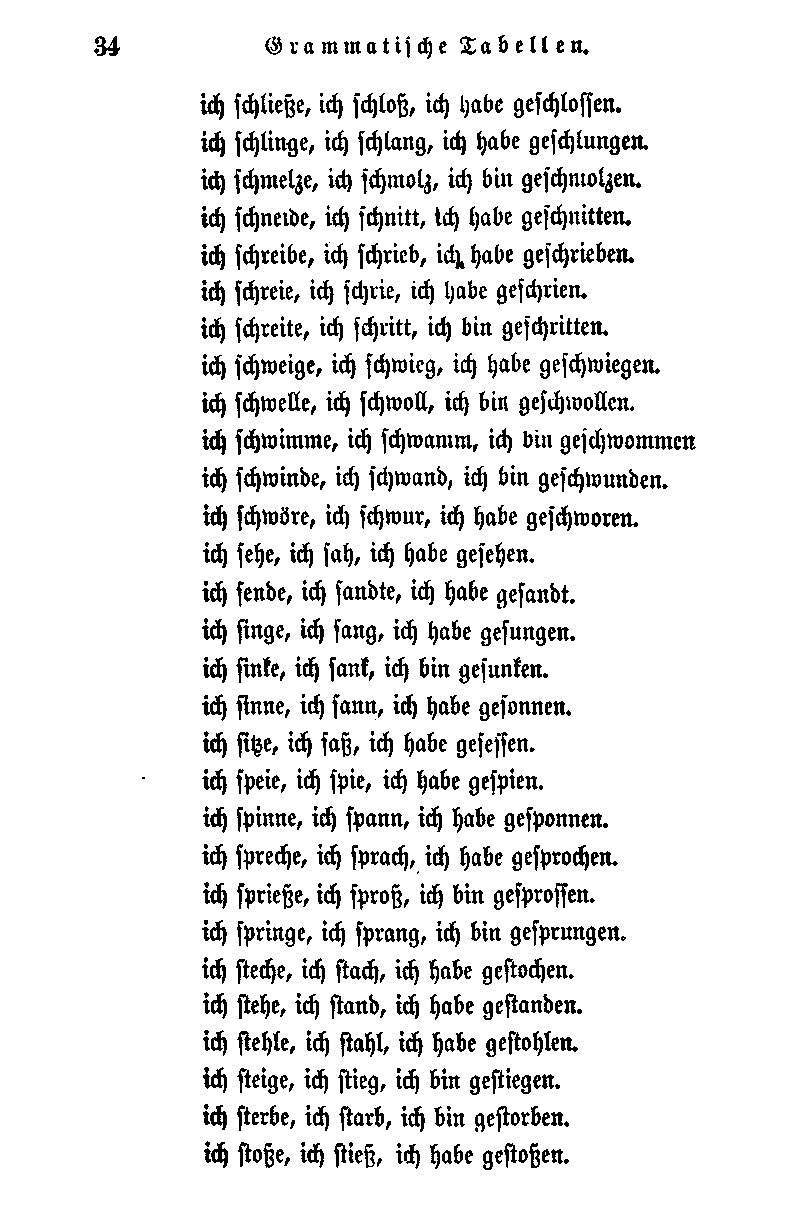 34 Grammatische Tabellen.
ich schließe, ich schloß, ich habe geschlossen.
ich schlinge, ich schlang, ich habe geschlungen.
ich schmelze, ich schmolz, ich bin geschmolzen.
ich schneide, ich schnitt, ich habe geschnitten.
ich schreibe, ich schrieb, ich habe geschrieben.
ich schreie, ich schrie, ich habe geschrien.
ich schreite, ich schritt, ich bin geschritten.
ich schweige, ich schwieg, ich habe geschwiegen.
ich schwelle, ich schwoll, ich bin geschwollen.
ich schwimme, ich schwamm, ich bin geschwommen
ich schwinde, ich schwand, ich bin geschwunden.
ich schwöre, ich schwur, ich habe geschworen.
ich sehe, ich sah, ich habe gesehen.
ich sende, ich sandte, ich habe gesandt.
ich singe, ich sang, ich habe gesungen.
ich sinke, ich sank, ich bin gesunken.
ich sinne, ich sann, ich habe gesonnen.
ich sitze, ich saß, ich habe gesessen.
ich speie, ich spie, ich habe gespien.
ich spinne, ich spann, ich habe gesponnen.
ich spreche, ich sprach, ich habe gesprochen.
ich sprieße, ich sproß, ich bin gesprossen.
ich springe, ich sprang, ich bin gesprungen.
ich steche, ich stach, ich habe gestochen.
ich stehe, ich stand, ich habe gestanden.
ich stehle, ich stahl, ich habe gestohlen.
ich steige, ich stieg, ich bin gestiegen.
ich sterbe, ich starb, ich bin gestorben.
ich stoße, ich stieß, ich habe gestoßen.